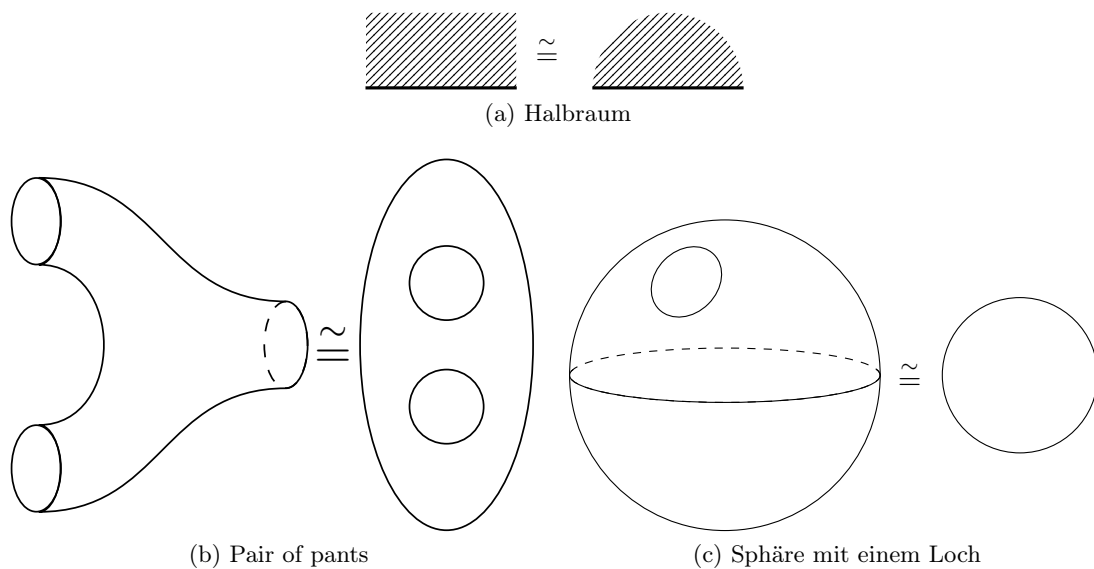 ≅
(a) Halbraum
≅
≅
(b) Pair of pants
(c) Sphäre mit einem Loch